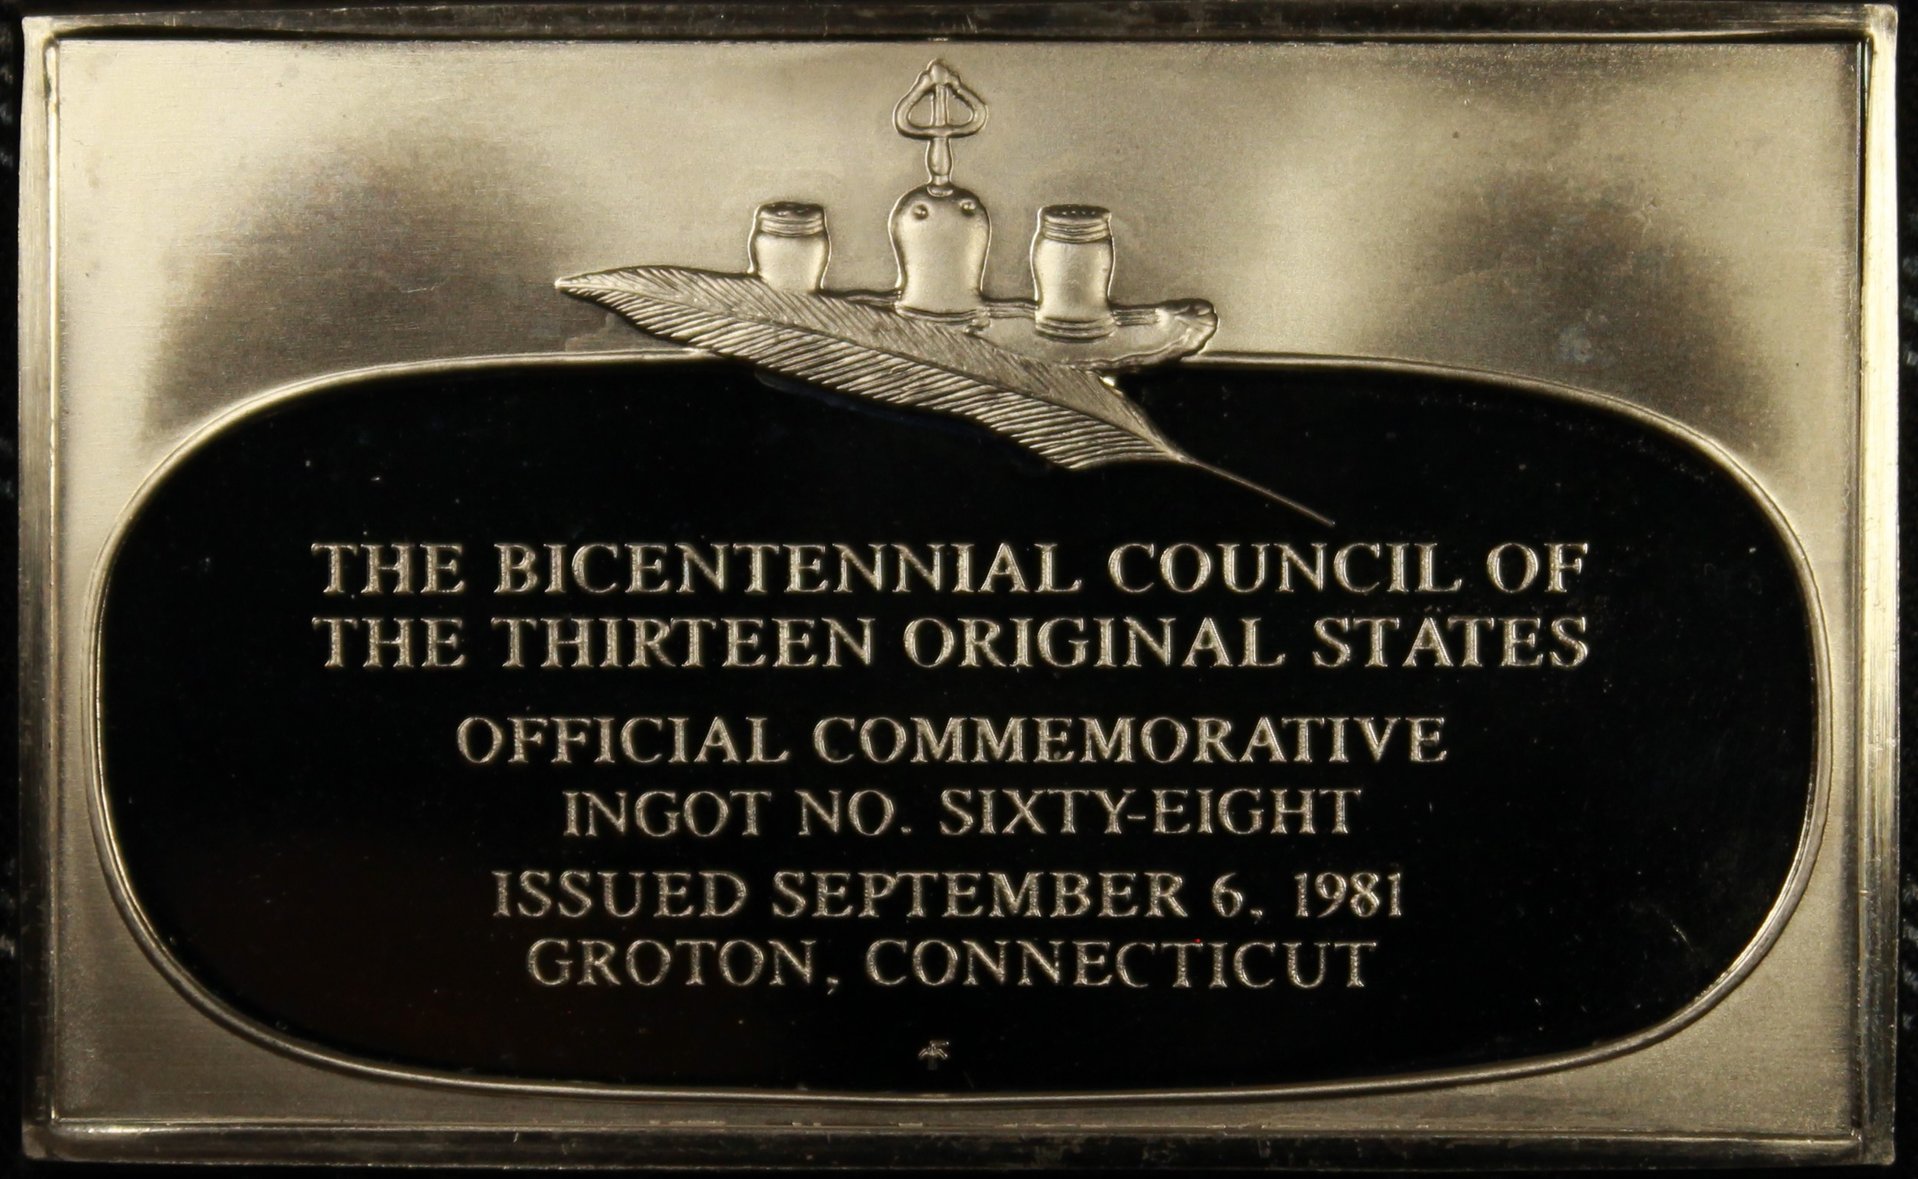 THE BICENTENNIAL COUNCIL OF
THE THIRTEEN ORIGINAL STATES
OFFICIAL COMMEMORATIVE
INGOT NO. SIXTY-EIGHT
ISSUED SEPTEMBER 6, 1981
GROTON, CONNECTICUT